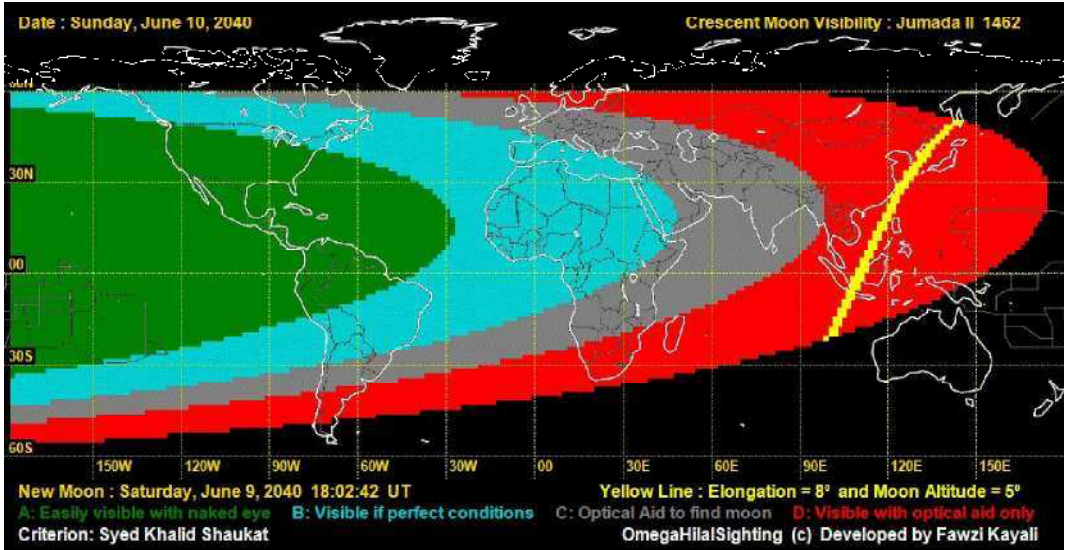 Date : Sunday, June 10, 2040 Crescent Moon Visibility : Jumada II 1462
60N
30N
00
30S
60S
150W 120W 90W 60W 30W 00 30E 60E 90E 120E 150E
New Moon : Saturday, June 9, 2040 18:02:42 UT Yellow Line : Elongation = 8º and Moon Altitude = 5º
A: Easily visible with naked eye B: Visible if perfect conditions C: Optical Aid to find moon D: Visible with optical aid only
Criterion: Syed Khalid Shaukat OmegaHilalSighting (c) Developed by Fawzi Kayali